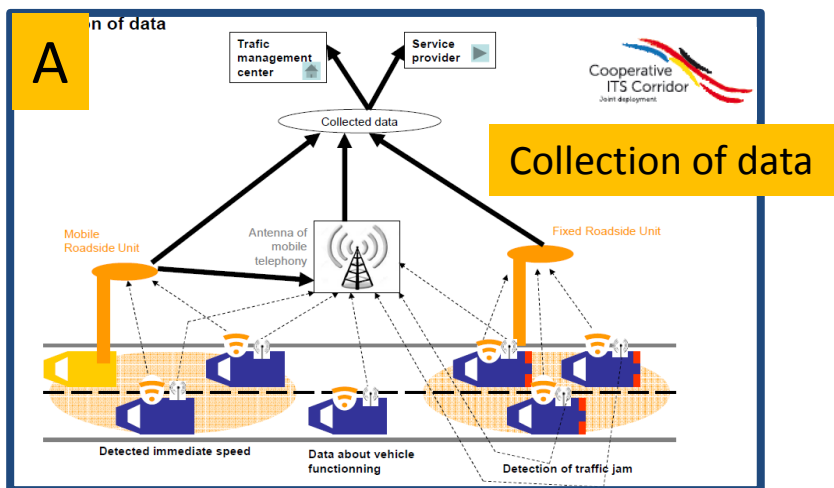 A
on of data
Trafic
management
center
Service
provider
Cooperative
ITS Corridor
Joint deployment
Collected data
Collection of data
Mobile
Roadside Unit
Antenna of
mobile
telephony
Fixed Roadside Unit
Detected immediate speed
Data about vehicle
functionning
Detection of traffic jam